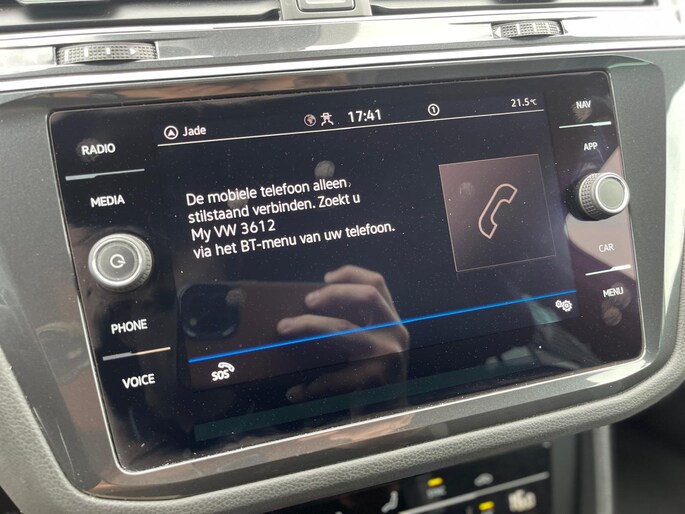 NAV
17:41
1
21.5°C
Jade
RADIO
APP
MEDIA
De mobiele telefoon alleen
stilstaand verbinden. Zoekt u
My VW 3612
via het BT-menu van uw telefoon.
CAR
MENU
PHONE
VOICE
SOS